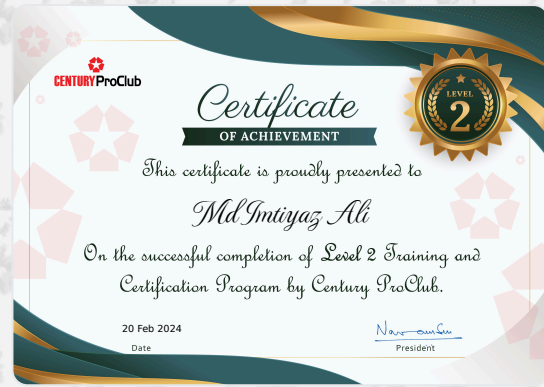 CENTURY ProClub
Certificate
OF ACHIEVEMENT
LEVEL
2
This certificate is proudly presented to
Md Imtiyaz Ali
On the successful completion of Level 2 Training and
Certification Program by Century ProClub.
20 Feb 2024
Date
President